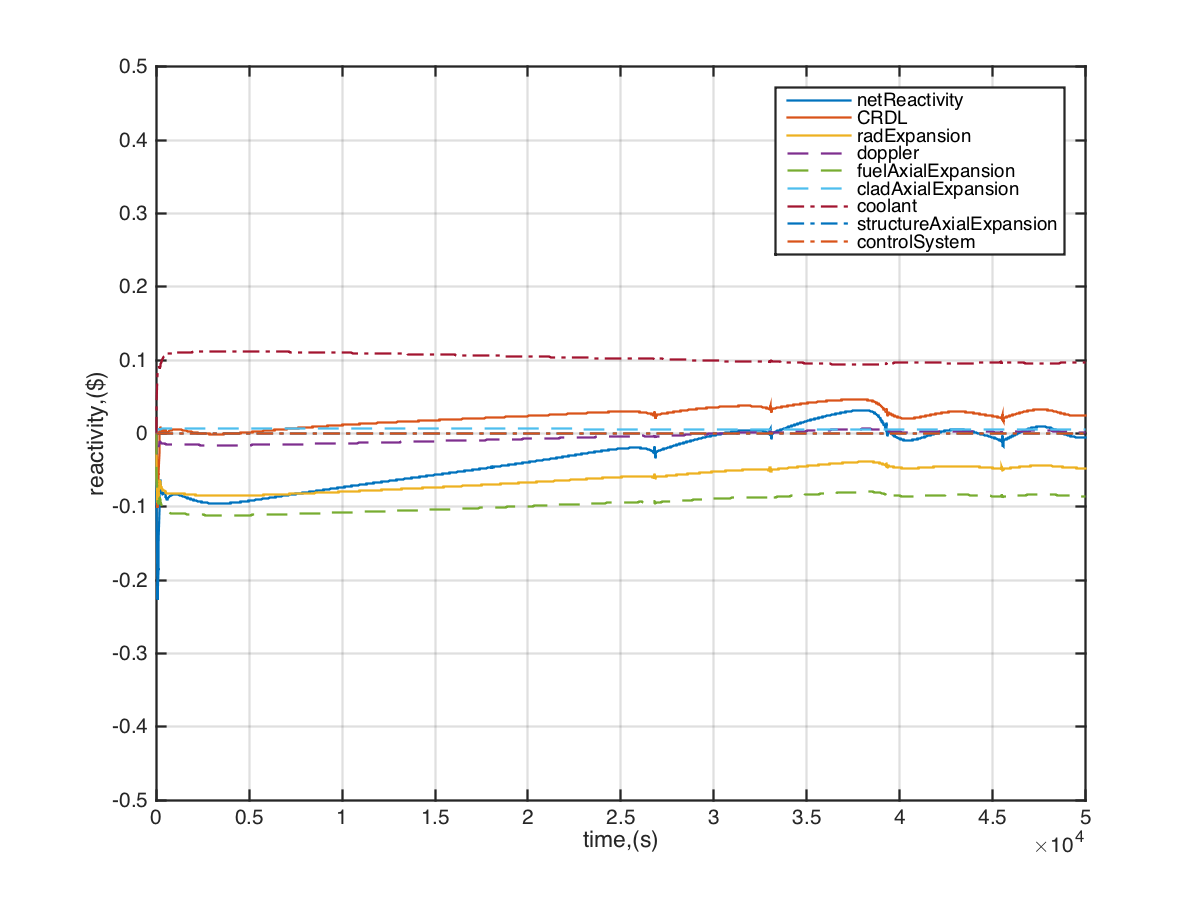 0.5
0.4
0.3
0.2
0.1
0
-0.1
-0.2
-0.3
-0.4
-0.5
reactivity,($)
netReactivity
CRDL
radExpansion
doppler
fuelAxialExpansion
cladAxialExpansion
coolant
structureAxialExpansion
controlSystem
0 0.5 1 1.5 2 2.5 3 3.5 4 4.5 5
time,(s)
×10⁴